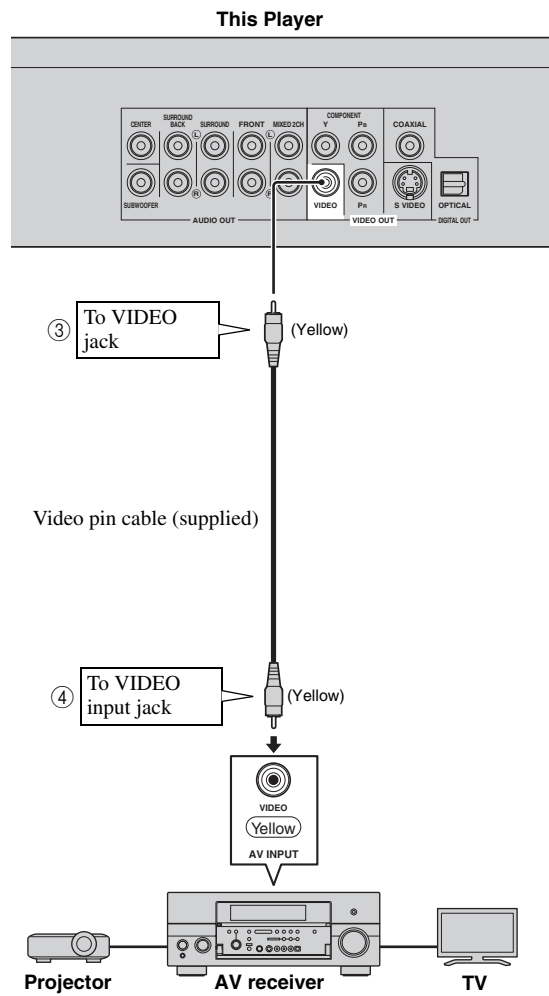 This Player
COMPONENT
CENTER
SURROUND
BACK
SURROUND
FRONT
MIXED 2CH
Y
PB
COAXIAL
L
L
R
R
SUBWOOFER
VIDEO
PR
S VIDEO
OPTICAL
AUDIO OUT
VIDEO OUT
DIGITAL OUT
③ To VIDEO
jack
(Yellow)
Video pin cable (supplied)
④ To VIDEO
input jack
(Yellow)
VIDEO
Yellow
AV INPUT
Projector
AV receiver
TV